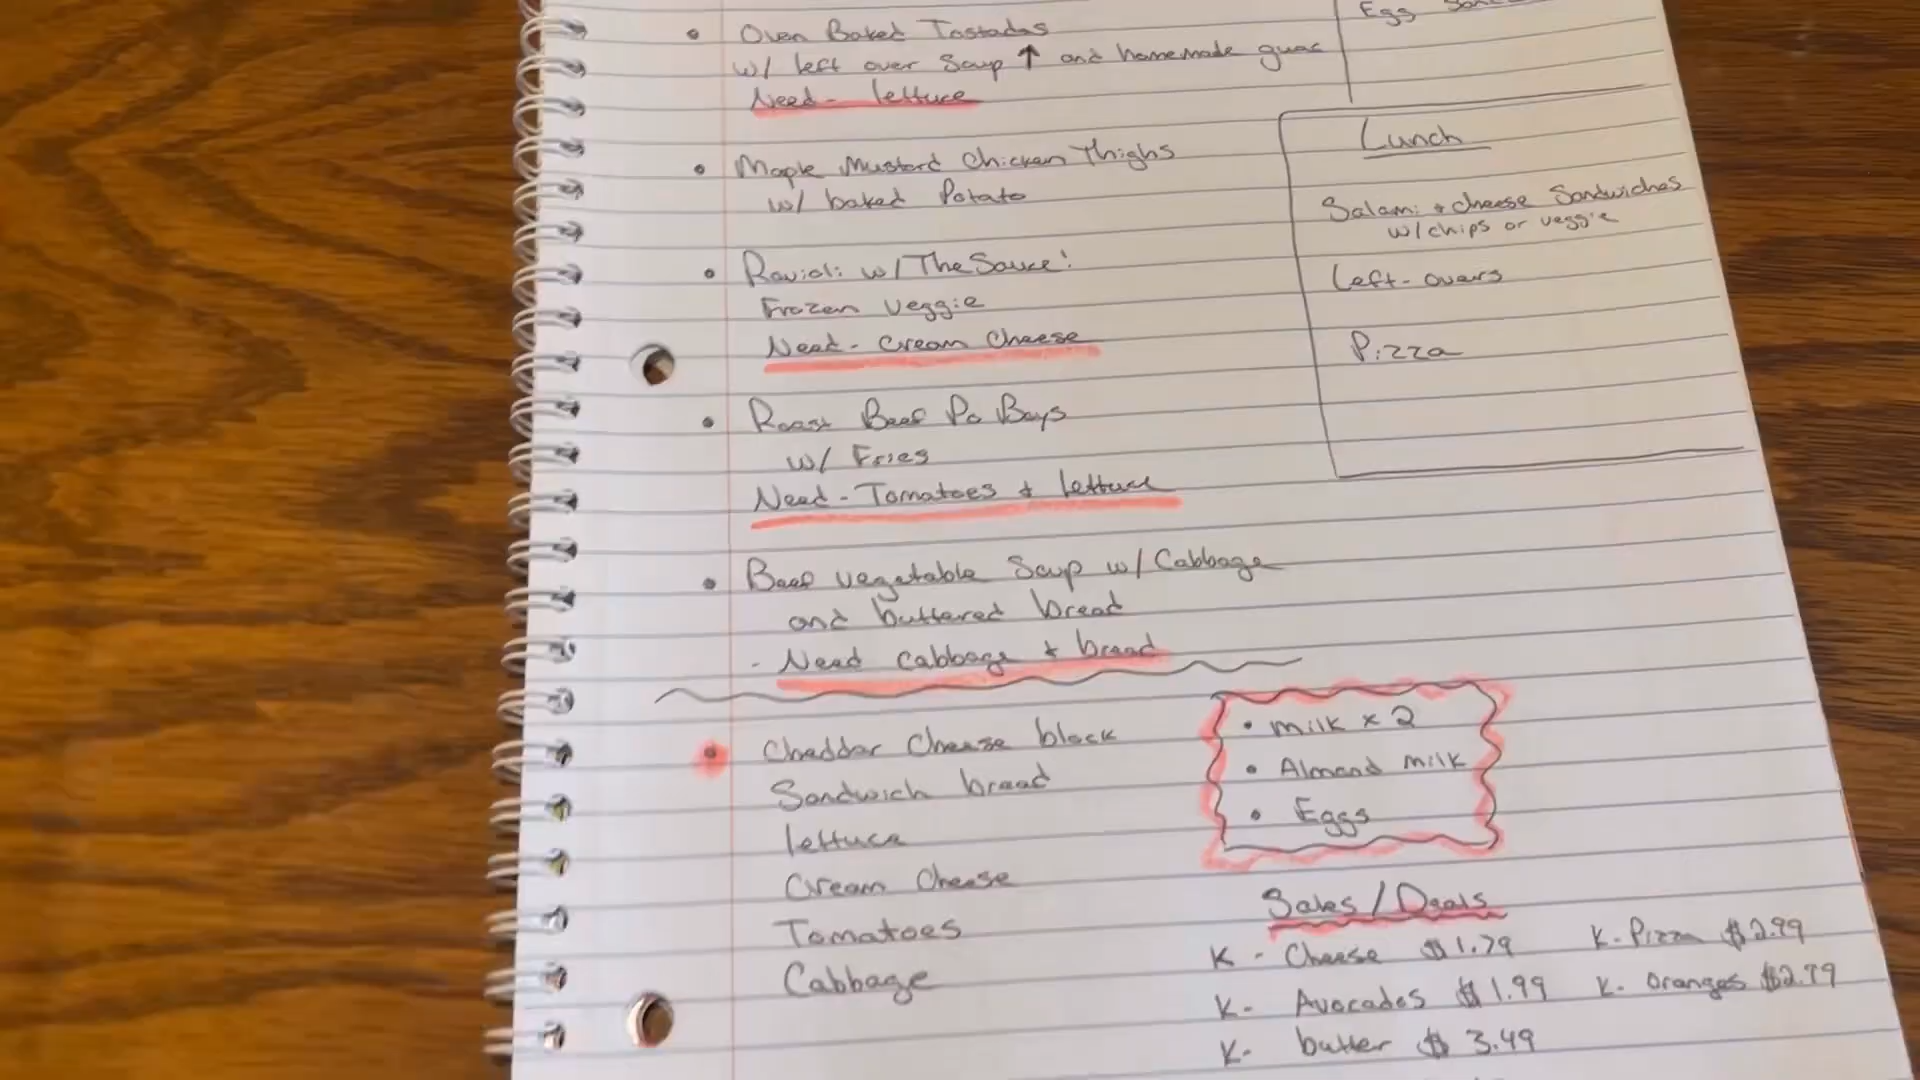 Egg
• Oven Baked Tostadas
w/ left over Soup ↑ and homemade guac
Need - lettuce
• Maple Mustard Chicken Thighs
w/ baked Potato
• Ravioli w/ The Sauce!
Frozen veggie
Need - Cream Cheese
• Roast Beef Po Boys
w/ Fries
Need - Tomatoes + lettuce
• Beef vegetable Soup w/ Cabbage
and buttered bread
- Need cabbage + bread
Lunch
Salami + cheese Sandwiches
w/ chips or veggie
Left-overs
Pizza
• Cheddar Cheese block
Sandwich bread
lettuce
Cream Cheese
Tomatoes
Cabbage
• milk x 2
• Almond milk
• Eggs
Sales / Deals
K - Cheese $1.79
K- Pizza $2.99
K- Avocados $1.99
K- Oranges $2.79
K- butter $3.49